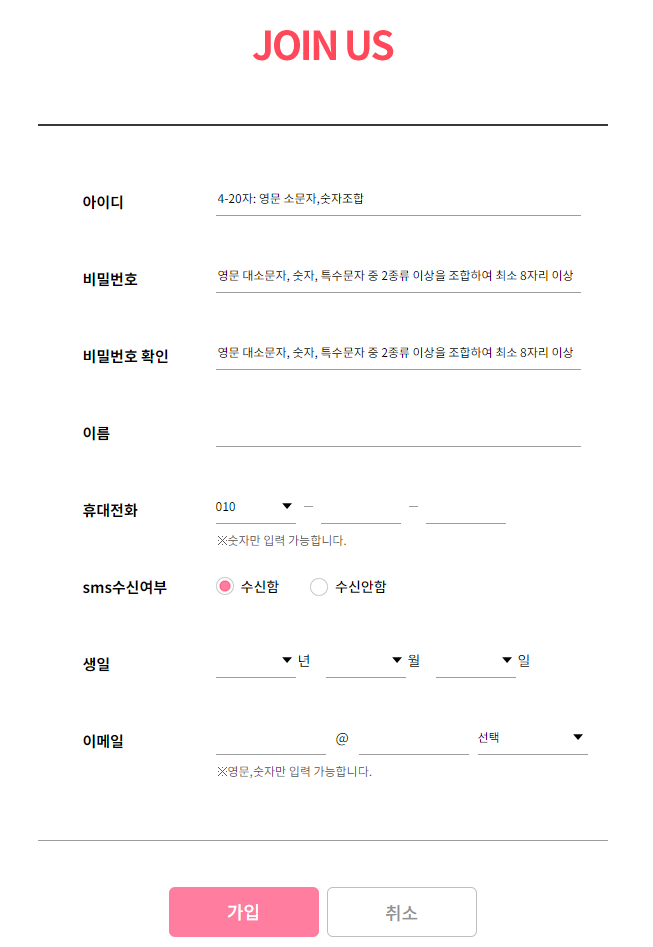 JOIN US
아이디 4-20자: 영문 소문자,숫자조합
비밀번호 영문 대소문자, 숫자, 특수문자 중 2종류 이상을 조합하여 최소 8자리 이상
비밀번호 확인 영문 대소문자, 숫자, 특수문자 중 2종류 이상을 조합하여 최소 8자리 이상
이름
휴대전화 010 ─ ─
※숫자만 입력 가능합니다.
sms수신여부 수신함 수신안함
생일 년 월 일
이메일 @ 선택
※영문,숫자만 입력 가능합니다.
가입 취소